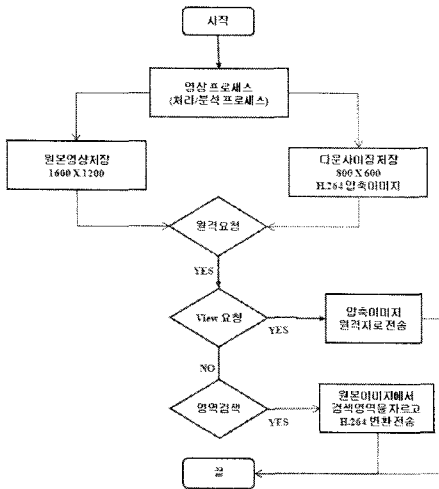 시작
영상 프로세스
(처리/분석 프로세스)
원본영상저장
1600 X 1200
다운사이징 저장
800 X 600
H.264 압축이미지
원격요청
YES
View 요청
YES
압축이미지
원격지로 전송
NO
영역검색
YES
원본이미지에서
검색영역을 자르고
H.264 변환 전송
끝